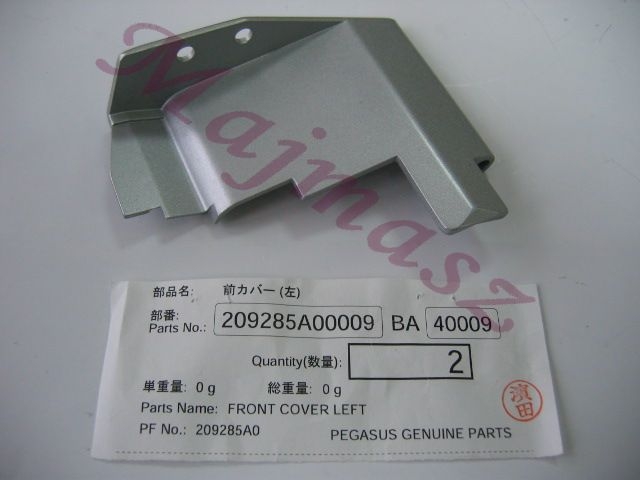 Majmasz
部品名: 前カバー(左)
部番:
Parts No.: 209285A00009 BA 40009
Quantity(数量): 2
単重量: 0g 総重量: 0g
Parts Name: FRONT COVER LEFT
PF No.: 209285A0 PEGASUS GENUINE PARTS
濱田